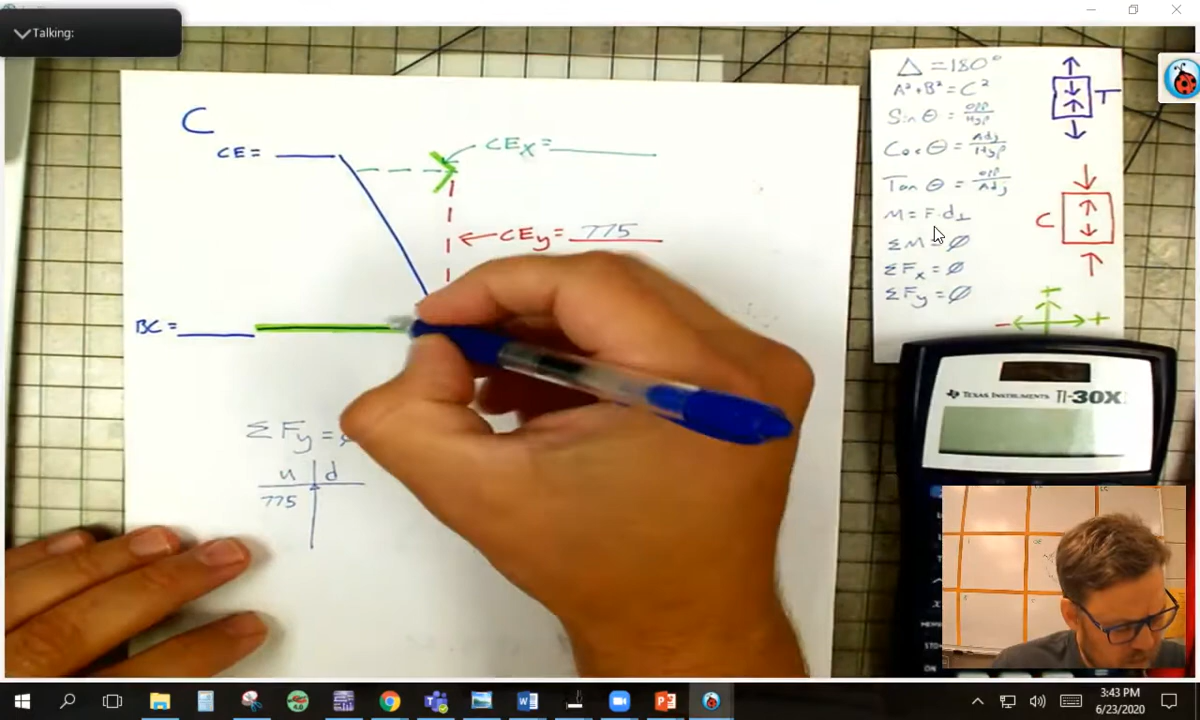 Talking:
C
CE=
CEx=
CEy= 775
BC=
ΣFy=
u d
775
△ =180°
A²+B²=C²
Sin θ = opp/Hyp
Cos θ = Adj/Hyp
Tan θ = opp/Adj
M = F·d⊥
ΣM=∅
ΣFx=∅
ΣFy=∅
T
C
+
- +
TEXAS INSTRUMENTS TI-30X
ON
3:43 PM
6/23/2020